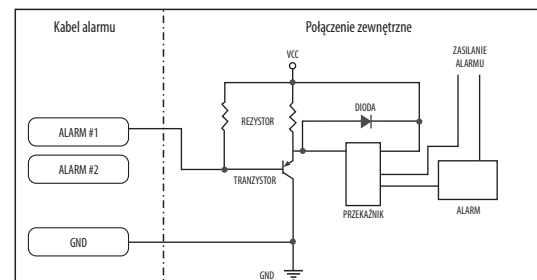 Kabel alarmu
Połączenie zewnętrzne
VCC
ZASILANIE
ALARMU
DIODA
REZYSTOR
ALARM #1
ALARM #2
TRANZYSTOR
PRZEKAŹNIK
ALARM
GND
GND